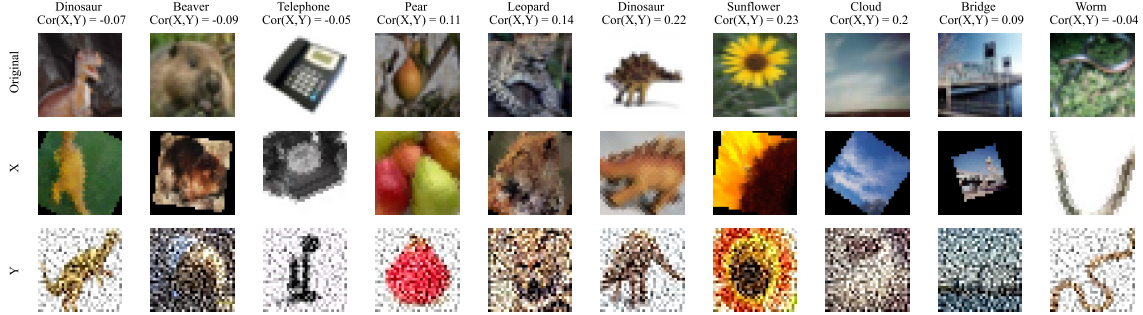 Dinosaur
Cor(X,Y) = -0.07
Beaver
Cor(X,Y) = -0.09
Telephone
Cor(X,Y) = -0.05
Pear
Cor(X,Y) = 0.11
Leopard
Cor(X,Y) = 0.14
Dinosaur
Cor(X,Y) = 0.22
Sunflower
Cor(X,Y) = 0.23
Cloud
Cor(X,Y) = 0.2
Bridge
Cor(X,Y) = 0.09
Worm
Cor(X,Y) = -0.04
Original
X
Y